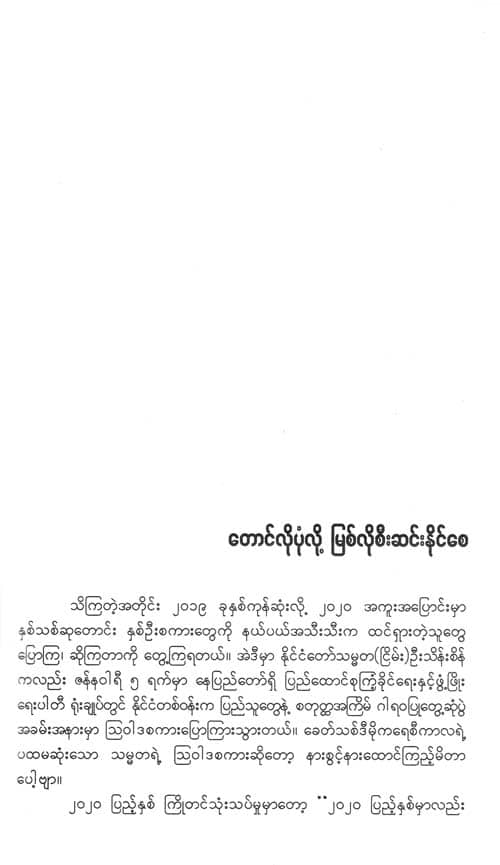 တောင်လိုပုံလို့ မြစ်လိုစီးဆင်းနိုင်စေ
သိကြတဲ့အတိုင်း ၂၀၁၉ ခုနှစ်ကုန်ဆုံးလို့ ၂၀၂၀ အကူးအပြောင်းမှာ
နှစ်သစ်ဆုတောင်း နှစ်ဦးစကားတွေကို နယ်ပယ်အသီးသီးက ထင်ရှားတဲ့သူတွေ
ပြောကြ၊ ဆိုကြတာကို တွေ့ကြရတယ်။ အဲဒီမှာ နိုင်ငံတော်သမ္မတ(ငြိမ်း)ဦးသိန်းစိန်
ကလည်း ဇန်နဝါရီ ၅ ရက်မှာ နေပြည်တော်ရှိ ပြည်ထောင်စုကြံ့ခိုင်ရေးနှင့်ဖွံ့ဖြိုး
ရေးပါတီ ရုံးချုပ်တွင် နိုင်ငံတစ်ဝန်းက ပြည်သူတွေနဲ့ စတုတ္ထအကြိမ် ဂါရဝပြုတွေ့ဆုံပွဲ
အခမ်းအနားမှာ ဩဝါဒစကားပြောကြားသွားတယ်။ ခေတ်သစ်ဒီမိုကရေစီကာလရဲ့
ပထမဆုံးသော သမ္မတရဲ့ ဩဝါဒစကားဆိုတော့ နားစွင့်နားထောင်ကြည့်မိတာ
ပေါ့ဗျာ။
၂၀၂၀ ပြည့်နှစ် ကြိုတင်သုံးသပ်မှုမှာတော့ "၂၀၂၀ ပြည့်နှစ်မှာလည်း